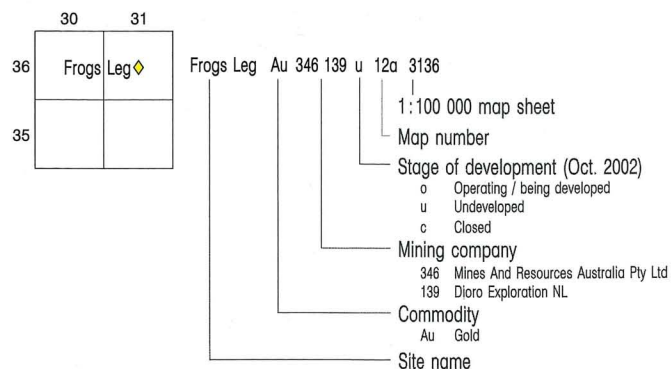 30 31
36 Frogs Leg
35
Frogs Leg Au 346 139 u 12a 3136
1:100 000 map sheet
Map number
Stage of development (Oct. 2002)
o Operating / being developed
u Undeveloped
c Closed
Mining company
346 Mines And Resources Australia Pty Ltd
139 Dioro Exploration NL
Commodity
Au Gold
Site name